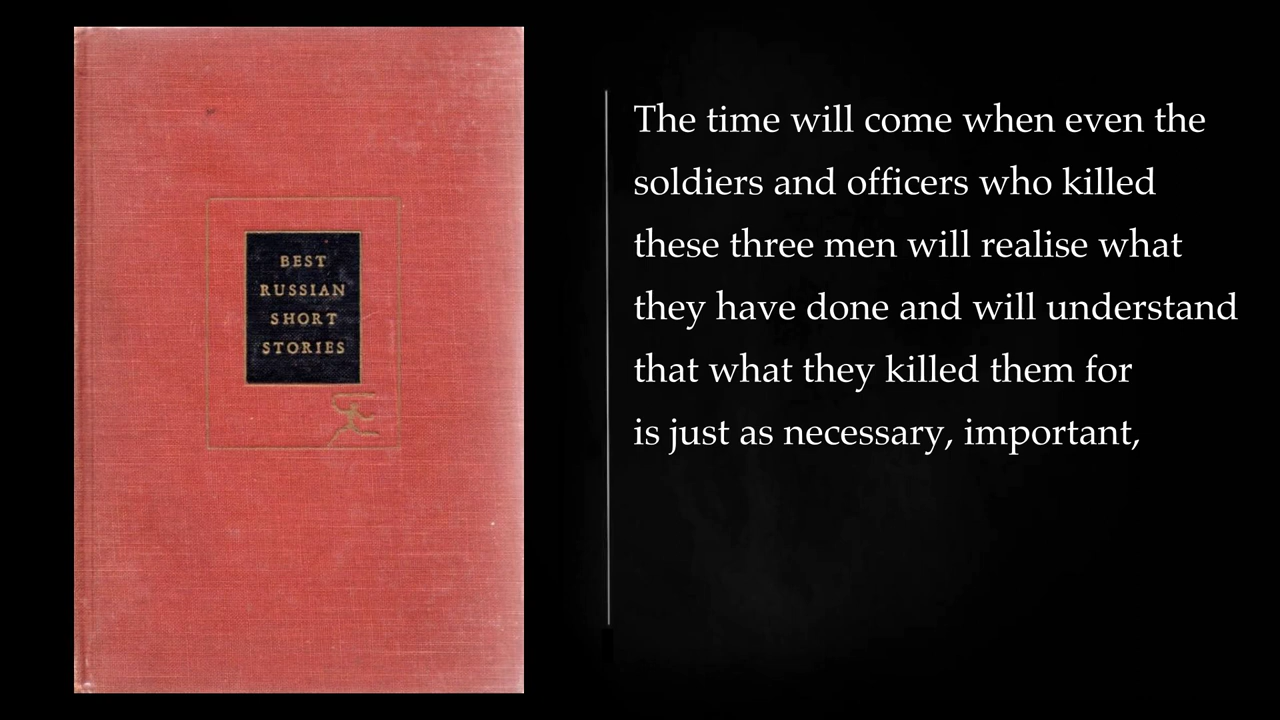 BEST
RUSSIAN
SHORT
STORIES
The time will come when even the
soldiers and officers who killed
these three men will realise what
they have done and will understand
that what they killed them for
is just as necessary, important,